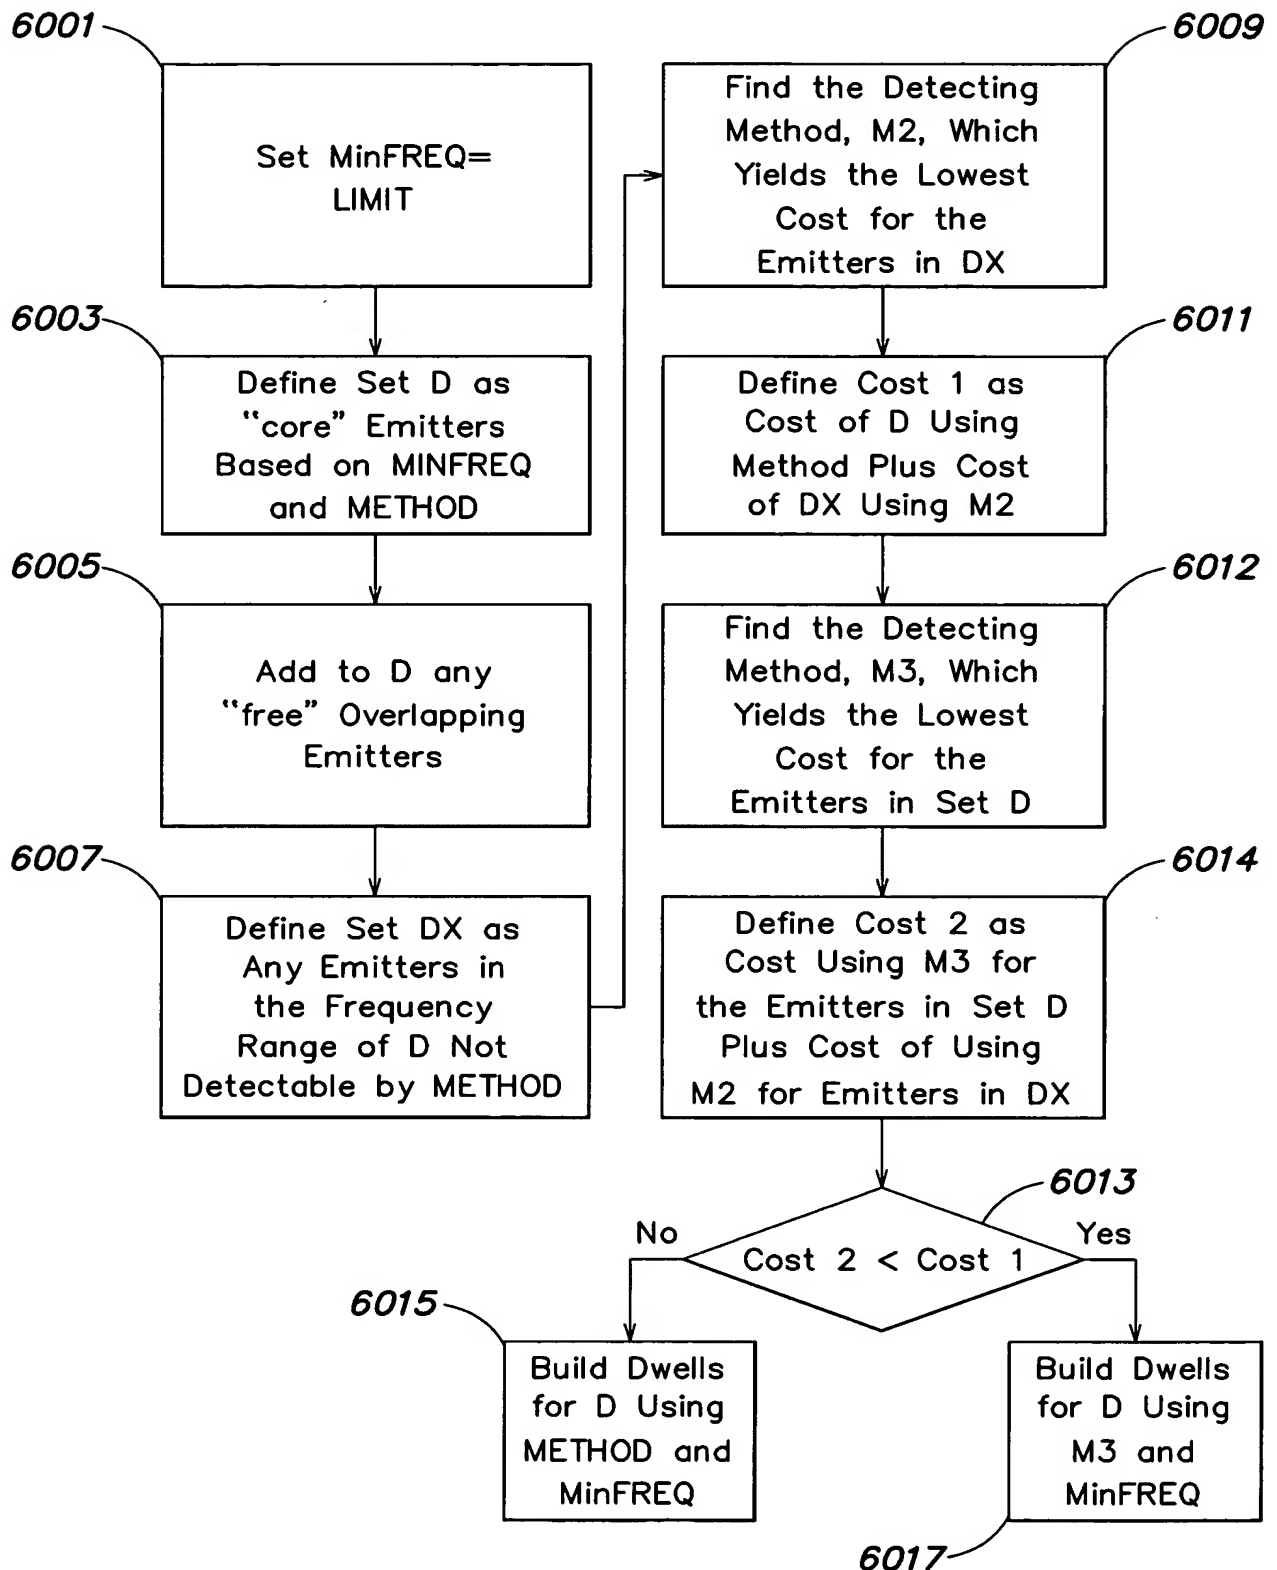 6001
Set MinFREQ=
LIMIT
6003
Define Set D as
“core” Emitters
Based on MINFREQ
and METHOD
6005
Add to D any
“free” Overlapping
Emitters
6007
Define Set DX as
Any Emitters in
the Frequency
Range of D Not
Detectable by METHOD
6009
Find the Detecting
Method, M2, Which
Yields the Lowest
Cost for the
Emitters in DX
6011
Define Cost 1 as
Cost of D Using
Method Plus Cost
of DX Using M2
6012
Find the Detecting
Method, M3, Which
Yields the Lowest
Cost for the
Emitters in Set D
6014
Define Cost 2 as
Cost Using M3 for
the Emitters in Set D
Plus Cost of Using
M2 for Emitters in DX
6013
No
Cost 2 < Cost 1
Yes
6015
Build Dwells
for D Using
METHOD and
MinFREQ
Build Dwells
for D Using
M3 and
MinFREQ
6017